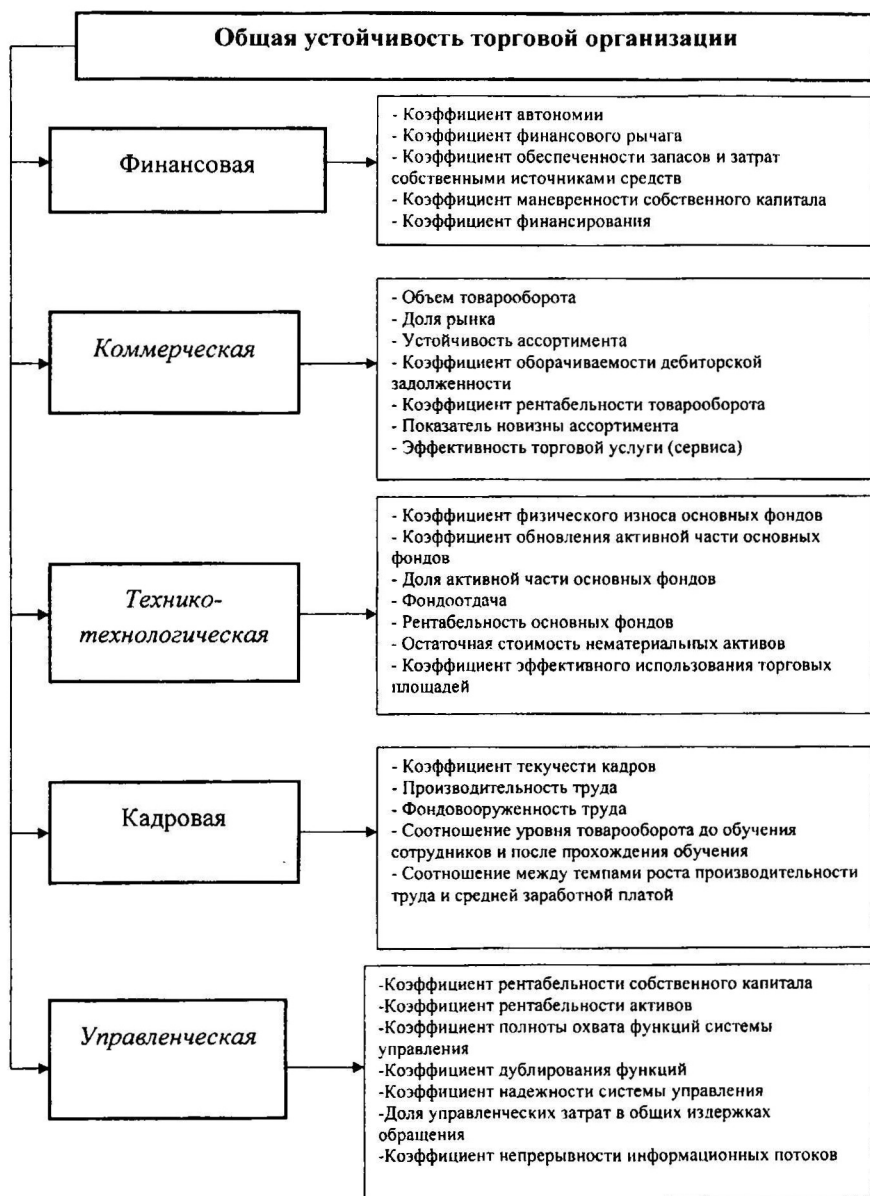 Общая устойчивость торговой организации
Финансовая
- Коэффициент автономии
- Коэффициент финансового рычага
- Коэффициент обеспеченности запасов и затрат
собственными источниками средств
- Коэффициент маневренности собственного капитала
- Коэффициент финансирования
Коммерческая
- Объем товарооборота
- Доля рынка
- Устойчивость ассортимента
- Коэффициент оборачиваемости дебиторской
задолженности
- Коэффициент рентабельности товарооборота
- Показатель новизны ассортимента
- Эффективность торговой услуги (сервиса)
Технико-
технологическая
- Коэффициент физического износа основных фондов
- Коэффициент обновления активной части основных
фондов
- Доля активной части основных фондов
- Фондоотдача
- Рентабельность основных фондов
- Остаточная стоимость нематериальных активов
- Коэффициент эффективного использования торговых
площадей
Кадровая
- Коэффициент текучести кадров
- Производительность труда
- Фондовооруженность труда
- Соотношение уровня товарооборота до обучения
сотрудников и после прохождения обучения
- Соотношение между темпами роста производительности
труда и средней заработной платой
Управленческая
-Коэффициент рентабельности собственного капитала
-Коэффициент рентабельности активов
-Коэффициент полноты охвата функций системы
управления
-Коэффициент дублирования функций
-Коэффициент надежности системы управления
-Доля управленческих затрат в общих издержках
обращения
-Коэффициент непрерывности информационных потоков